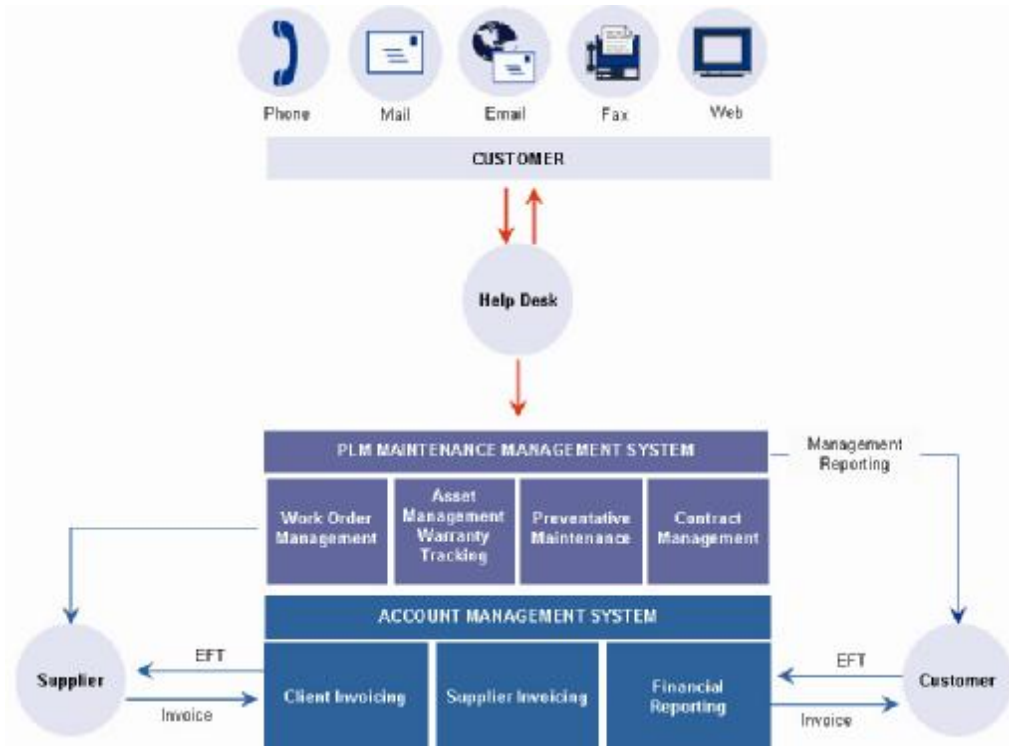 Phone
Mail
Email
Fax
Web
CUSTOMER
Help Desk
PLM MAINTENANCE MANAGEMENT SYSTEM
Management
Reporting
Work Order
Management
Asset
Management
Warranty
Tracking
Preventative
Maintenance
Contract
Management
ACCOUNT MANAGEMENT SYSTEM
Supplier
EFT
Invoice
Client Invoicing
Supplier Invoicing
Financial
Reporting
EFT
Invoice
Customer